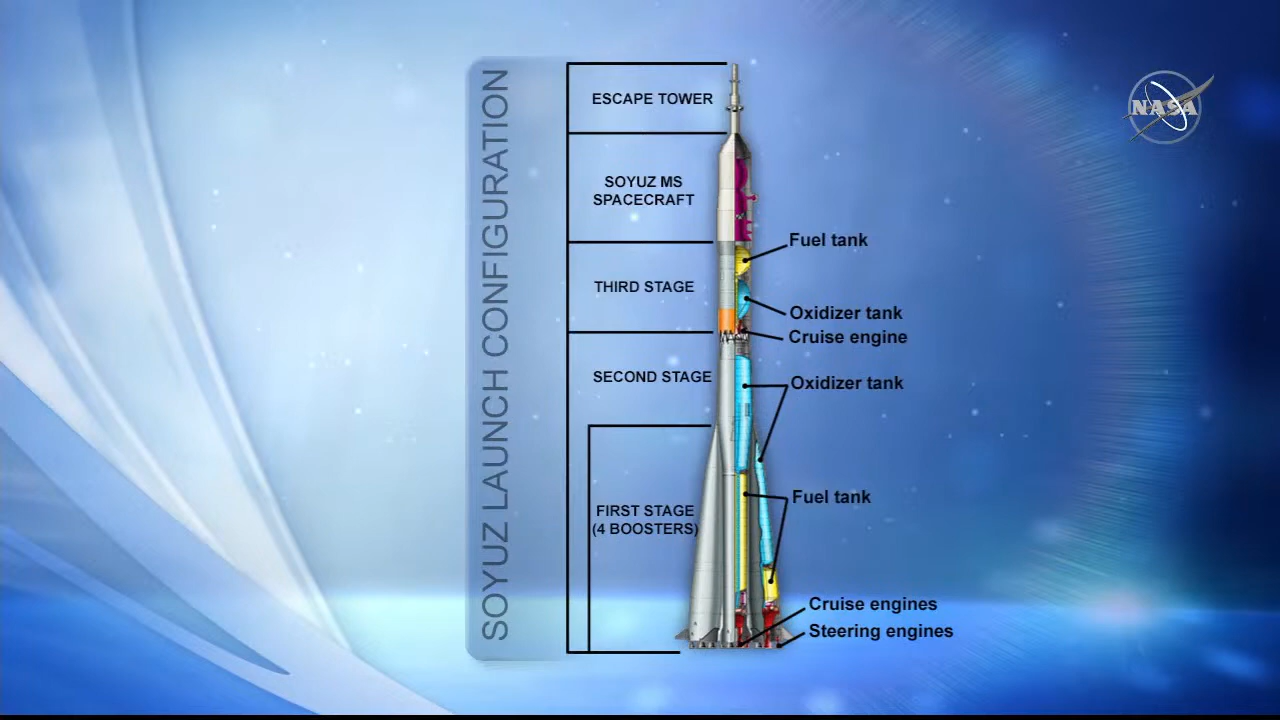 SOYUZ LAUNCH CONFIGURATION
ESCAPE TOWER
SOYUZ MS
SPACECRAFT
THIRD STAGE
SECOND STAGE
FIRST STAGE
(4 BOOSTERS)
Fuel tank
Oxidizer tank
Cruise engine
Oxidizer tank
Fuel tank
Cruise engines
Steering engines
NASA